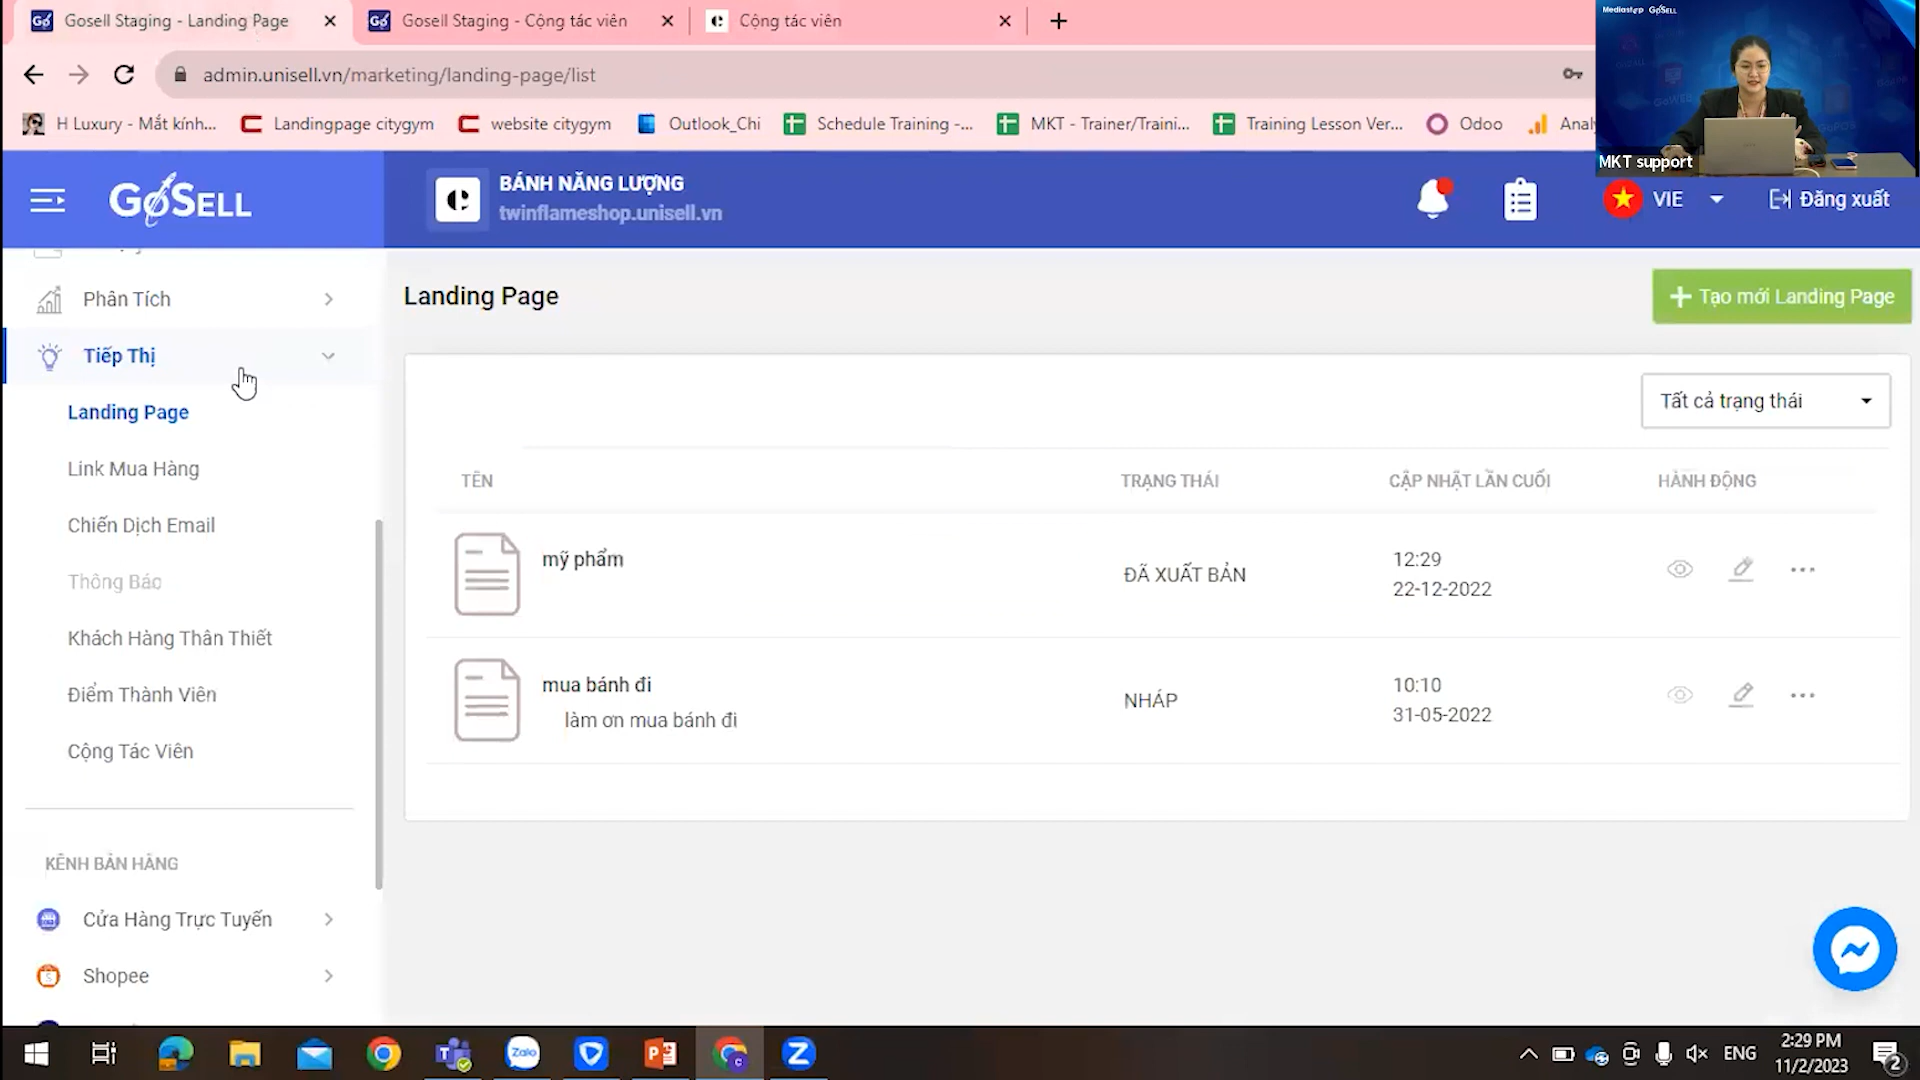 Gosell Staging - Landing Page
Gosell Staging - Cộng tác viên
Cộng tác viên
Mediastep GoSELL
admin.unisell.vn/marketing/landing-page/list
H Luxury - Mắt kính...
Landingpage citygym
website citygym
Outlook_Chi
Schedule Training -...
MKT - Trainer/Traini...
Training Lesson Ver...
Odoo
Analy
MKT support
GoSELL
BÁNH NĂNG LƯỢNG
twinflameshop.unisell.vn
VIE
Đăng xuất
Phân Tích
Tiếp Thị
Landing Page
Link Mua Hàng
Chiến Dịch Email
Thông Báo
Khách Hàng Thân Thiết
Điểm Thành Viên
Cộng Tác Viên
KÊNH BÁN HÀNG
Cửa Hàng Trực Tuyến
Shopee
Landing Page
+ Tạo mới Landing Page
Tất cả trạng thái
TÊN
TRẠNG THÁI
CẬP NHẬT LẦN CUỐI
HÀNH ĐỘNG
mỹ phẩm
ĐÃ XUẤT BẢN
12:29
22-12-2022
mua bánh đi
làm ơn mua bánh đi
NHÁP
10:10
31-05-2022
Zalo
ENG
2:29 PM
11/2/2023
2